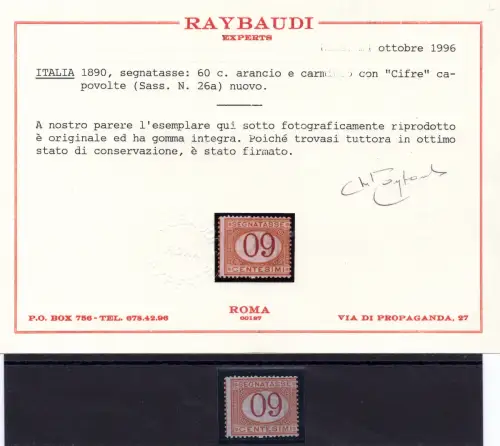 RAYBAUDI
EXPERTS
ottobre 1996
ITALIA 1890, segnatasse: 60 c. arancio e carminio con "Cifre" ca-
povolte (Sass. N. 26a) nuovo.
A nostro parere l'esemplare qui sotto fotograficamente riprodotto
è originale ed ha gomma integra. Poiché trovasi tuttora in ottimo
stato di conservazione, è stato firmato.
SEGNATASSE
60
CENTESIMI
P.O. BOX 756 - TEL. 678.42.96
ROMA
00187
VIA DI PROPAGANDA, 27
SEGNATASSE
60
CENTESIMI